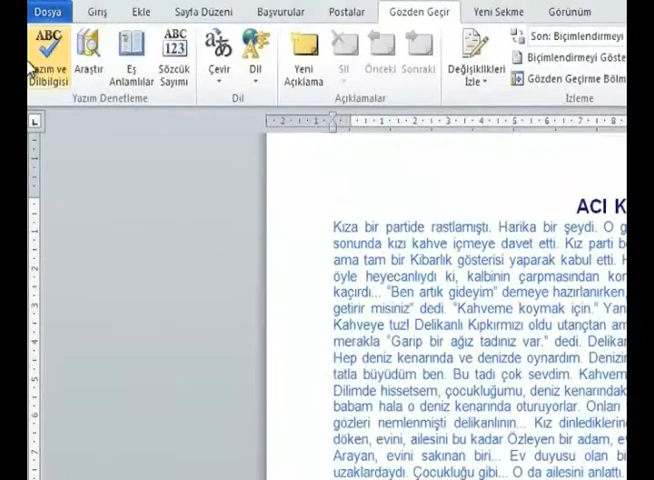 Dosya Giriş Ekle Sayfa Düzeni Başvurular Postalar Gözden Geçir Yeni Sekme Görünüm
ABC ABC 123 Son: Biçimlendirmeyi
Yazım ve Dilbilgisi Araştır Eş Anlamlılar Sözcük Sayımı Çevir Dil Yeni Açıklama Sil Önceki Sonraki Değişiklikleri İzle Biçimlendirmeyi Göste
Gözden Geçirme Bölm
Yazım Denetleme Dil Açıklamalar İzleme
ACI K
Kıza bir partide rastlamıştı. Harika bir şeydi. O g
sonunda kızı kahve içmeye davet etti. Kız parti b
ama tam bir Kibarlık gösterisi yaparak kabul etti. H
öyle heyecanlıydı ki, kalbinin çarpmasından kor
kaçırdı... "Ben artık gideyim" demeye hazırlanırken,
getirir misiniz" dedi. "Kahveme koymak için." Yan
Kahveye tuz! Delikanlı Kıpkırmızı oldu utançtan am
merakla "Garip bir ağız tadınız var." dedi. Delikan
Hep deniz kenarında ve denizde oynardım. Denizin
tatla büyüdüm ben. Bu tadı çok sevdim. Kahvem
Dilimde hissetsem, çocukluğumu, deniz kenarındak
babam hala o deniz kenarında oturuyorlar. Onları
gözleri nemlenmişti delikanlının... Kız dinlediklerin
döken, evini, ailesini bu kadar Özleyen bir adam, ev
Arayan, evini sakınan biri... Ev duyusu olan bi
uzaklardaydı. Çocukluğu gibi... O da ailesini anlattı.